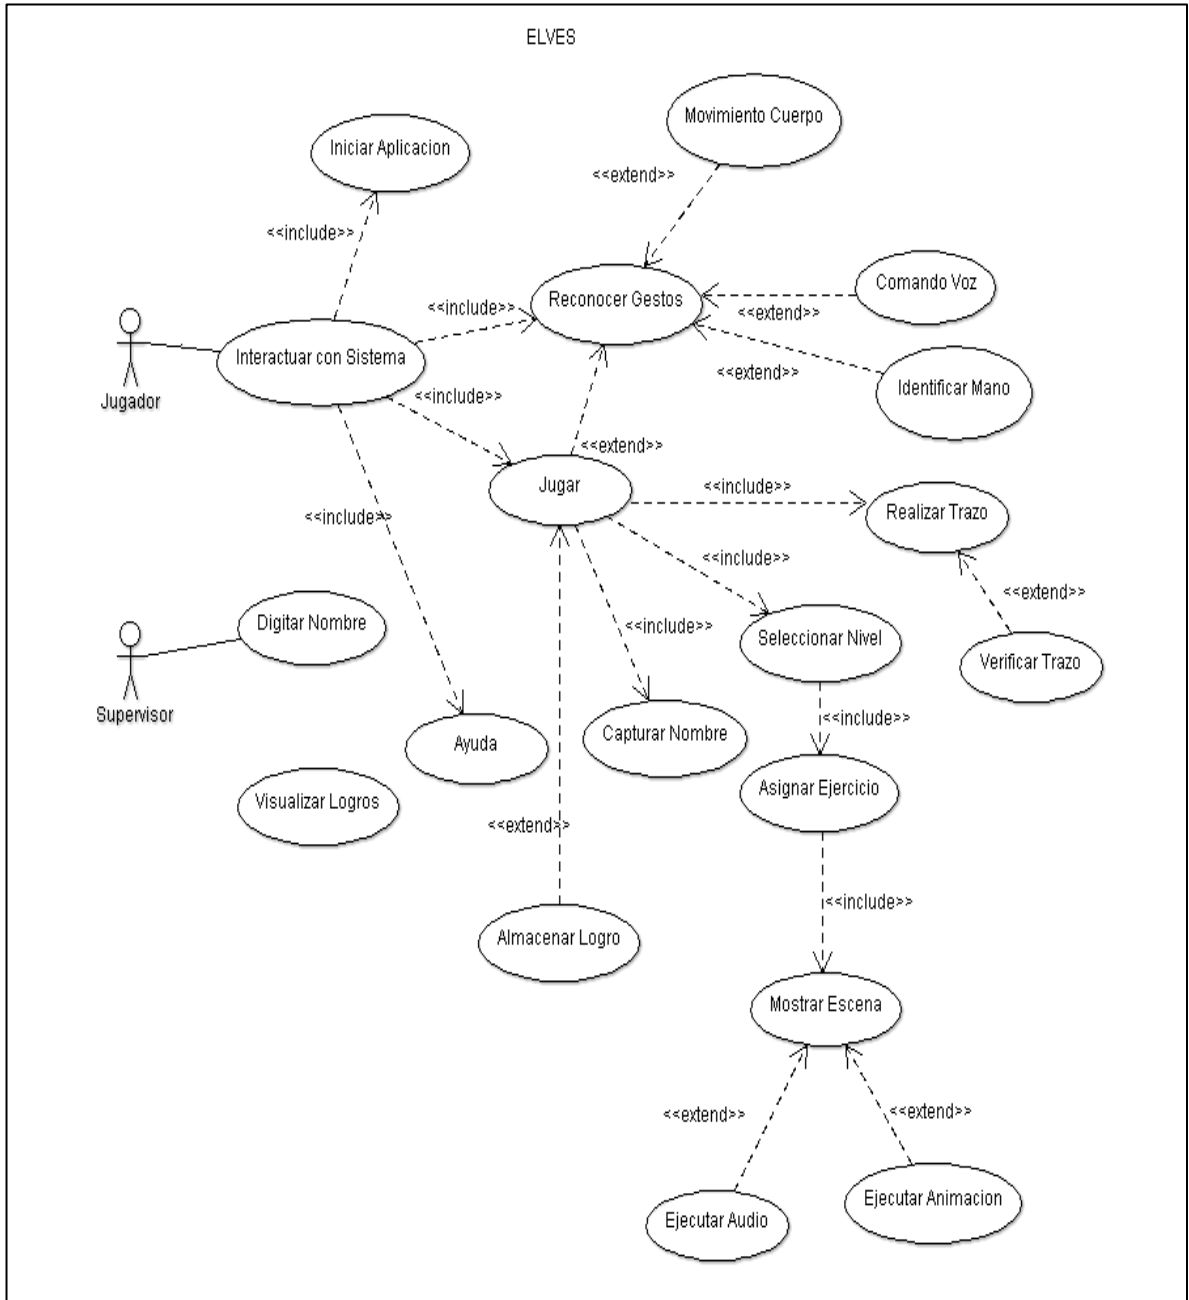 ELVES
Movimiento Cuerpo
Iniciar Aplicacion
<<extend>>
<<include>>
Comando Voz
Reconocer Gestos
<<include>>
<<extend>>
Interactuar con Sistema
<<extend>>
Identificar Mano
Jugador
<<include>>
<<extend>>
Jugar
<<include>>
Realizar Trazo
<<include>>
<<include>>
<<extend>>
Digitar Nombre
<<include>>
Seleccionar Nivel
Verificar Trazo
Supervisor
<<include>>
Capturar Nombre
Ayuda
Asignar Ejercicio
Visualizar Logros
<<extend>>
<<include>>
Almacenar Logro
Mostrar Escena
<<extend>>
<<extend>>
Ejecutar Animacion
Ejecutar Audio